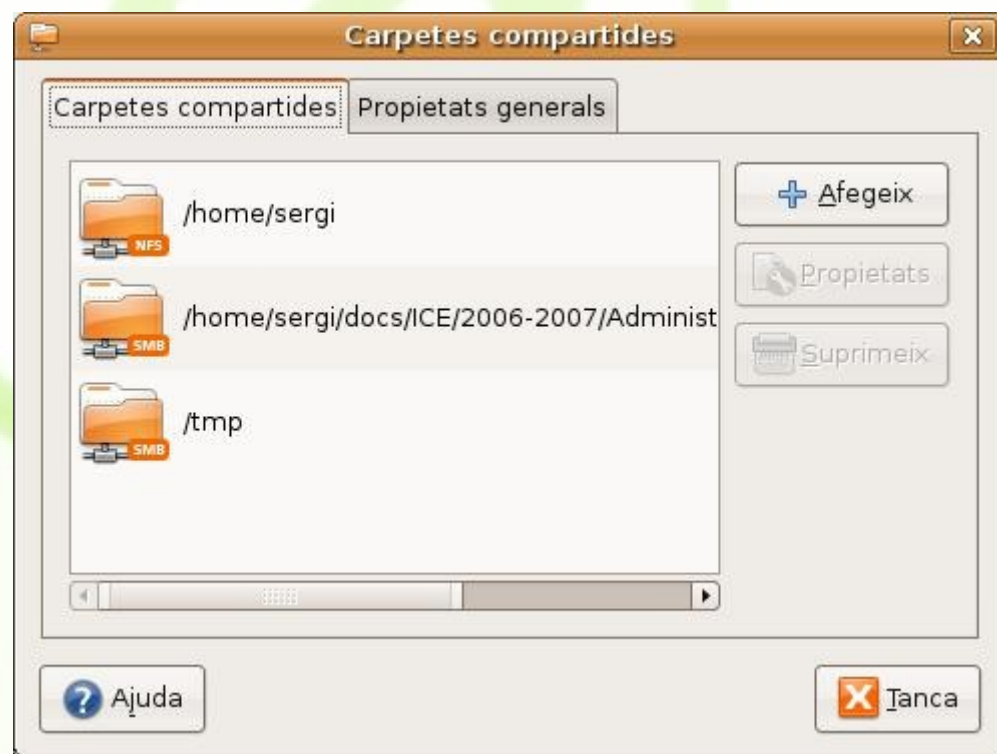 Carpetes compartides
Carpetes compartides
Propietats generals
/home/sergi
NFS
/home/sergi/docs/ICE/2006-2007/Administ
SMB
/tmp
SMB
Afegeix
Propietats
Suprimeix
Ajuda
Tanca